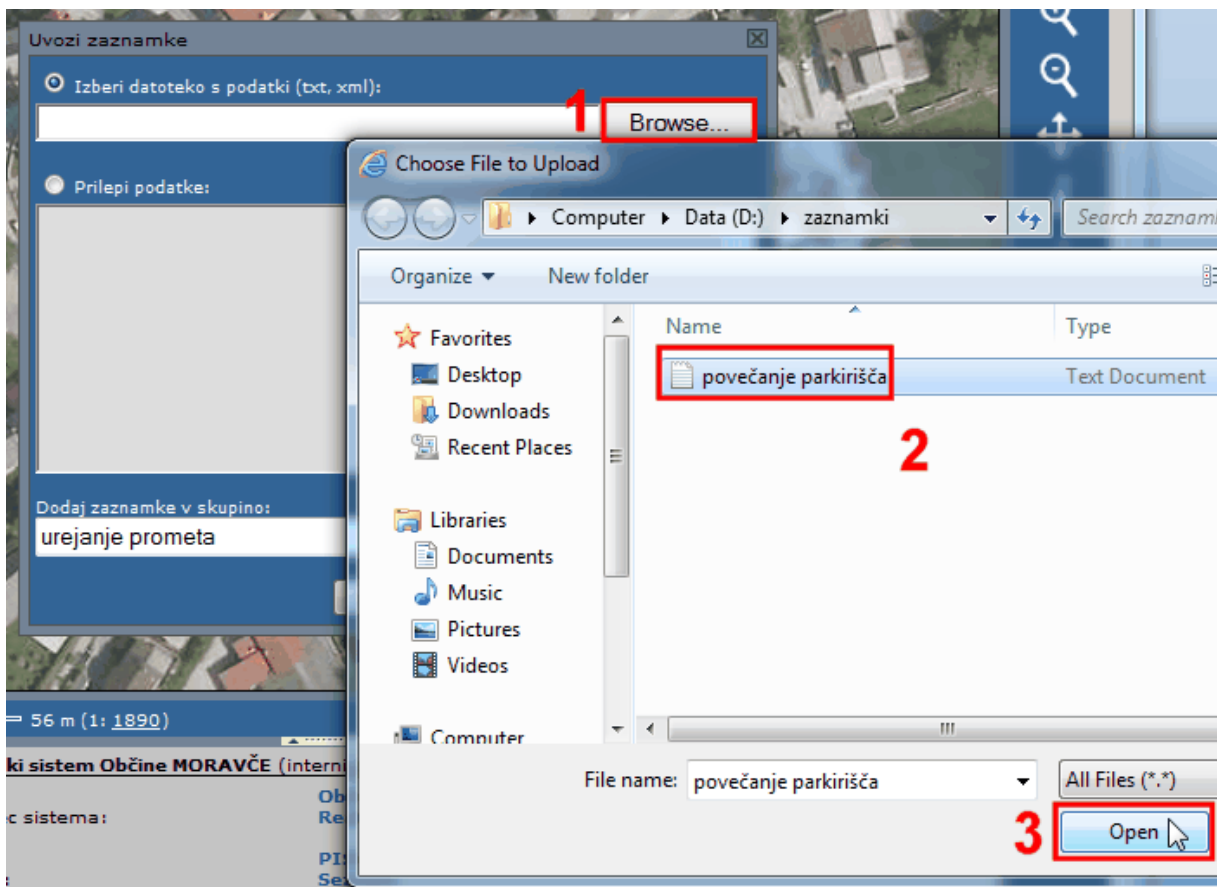 Uvozi zaznamke
Izberi datoteko s podatki (txt, xml):
1
Browse...
Choose File to Upload
Prilepi podatke:
Computer Data (D:) zaznamki
Search
Organize New folder
Name Type
Favorites
Desktop
Downloads
Recent Places
povečanje parkirišča Text Document
2
Libraries
Documents
Music
Pictures
Videos
Computer
Dodaj zaznamke v skupino:
urejanje prometa
File name: povečanje parkirišča All Files (*.*)
3
Open
56 m (1: 1890)
sistem Občine MORAVČE
sistema: